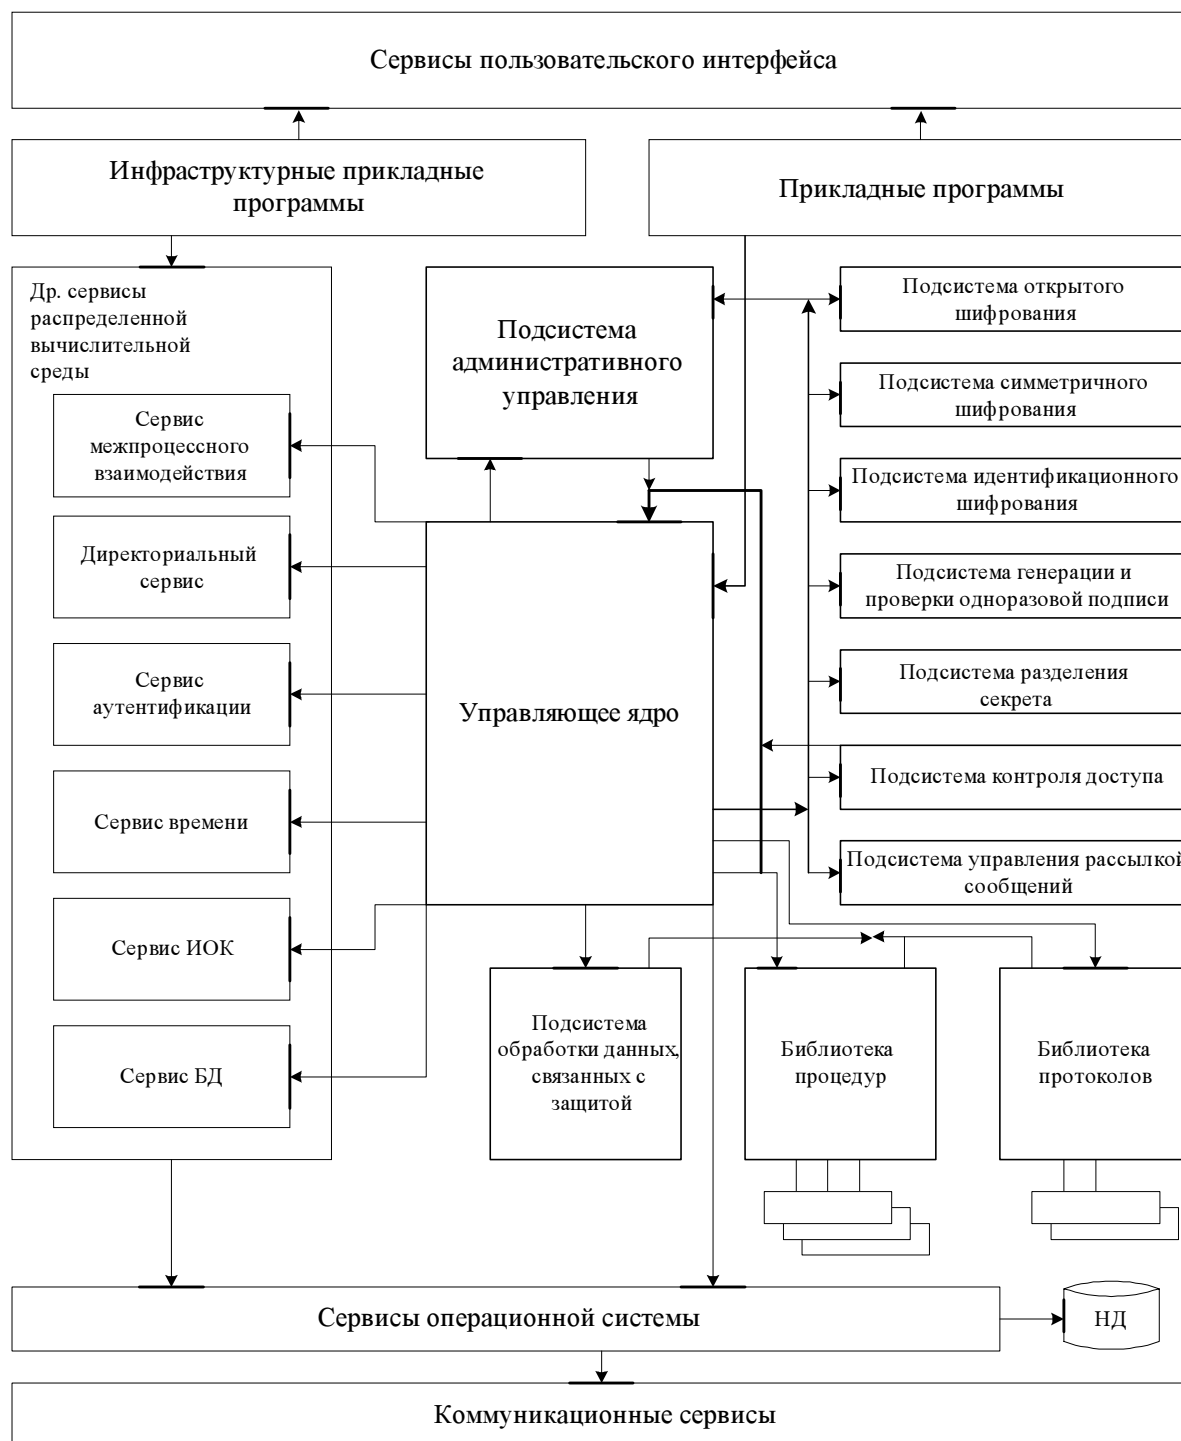 Сервисы пользовательского интерфейса
Инфраструктурные прикладные
программы
Прикладные программы
Др. сервисы
распределенной
вычислительной
среды
Сервис
межпроцессного
взаимодействия
Директориальный
сервис
Сервис
аутентификации
Сервис времени
Сервис ИОК
Сервис БД
Подсистема
административного
управления
Управляющее ядро
Подсистема открытого
шифрования
Подсистема симметричного
шифрования
Подсистема идентификационного
шифрования
Подсистема генерации и
проверки одноразовой подписи
Подсистема разделения
секрета
Подсистема контроля доступа
Подсистема управления рассылкой
сообщений
Подсистема
обработки данных,
связанных с
защитой
Библиотека
процедур
Библиотека
протоколов
Сервисы операционной системы
НД
Коммуникационные сервисы